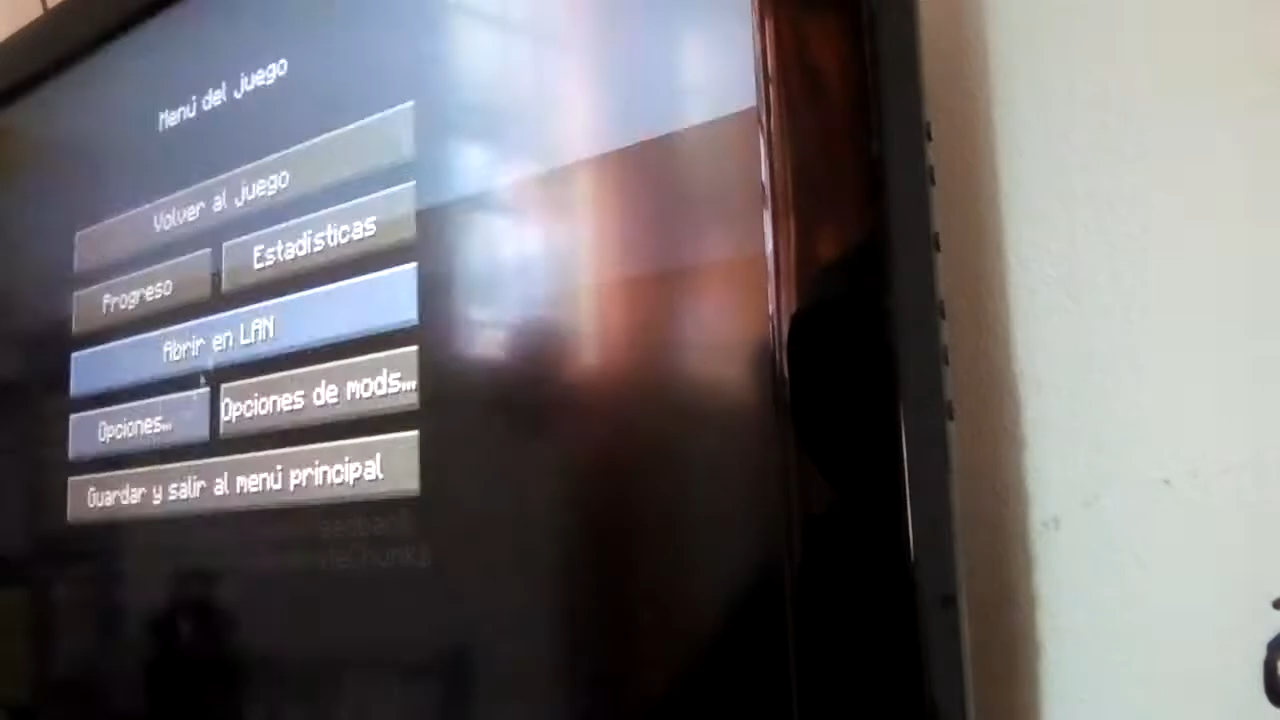 Menú del juego
Volver al juego
Progreso
Estadísticas
Abrir en LAN
Opciones...
Opciones de mods...
Guardar y salir al menú principal